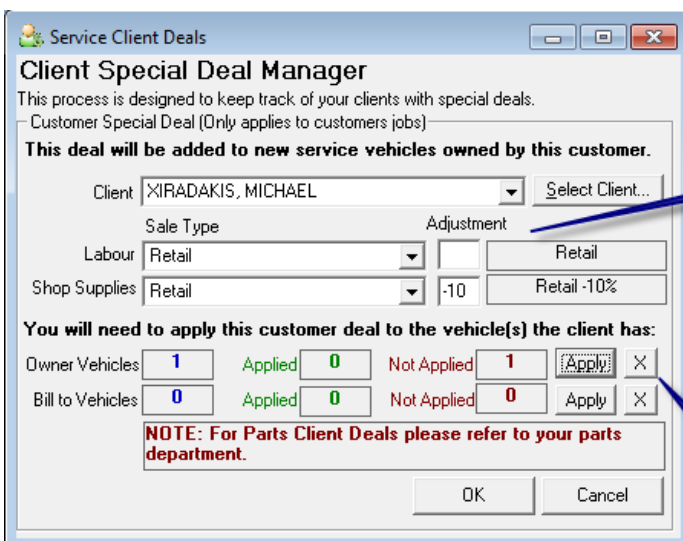 Service Client Deals
Client Special Deal Manager
This process is designed to keep track of your clients with special deals.
Customer Special Deal (Only applies to customers jobs)
This deal will be added to new service vehicles owned by this customer.
Client XIRADAKIS, MICHAEL Select Client...
Sale Type Adjustment
Labour Retail Retail
Shop Supplies Retail -10 Retail -10%
You will need to apply this customer deal to the vehicle(s) the client has:
Owner Vehicles 1 Applied 0 Not Applied 1 Apply X
Bill to Vehicles 0 Applied 0 Not Applied 0 Apply X
NOTE: For Parts Client Deals please refer to your parts
department.
OK Cancel